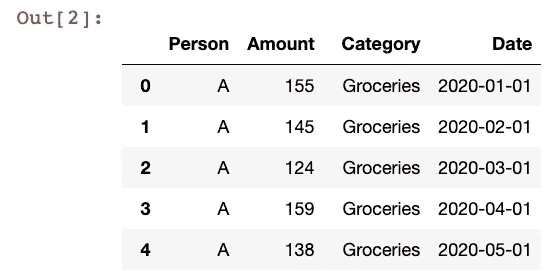 Out[2]:
Person Amount Category Date
0 A 155 Groceries 2020-01-01
1 A 145 Groceries 2020-02-01
2 A 124 Groceries 2020-03-01
3 A 159 Groceries 2020-04-01
4 A 138 Groceries 2020-05-01